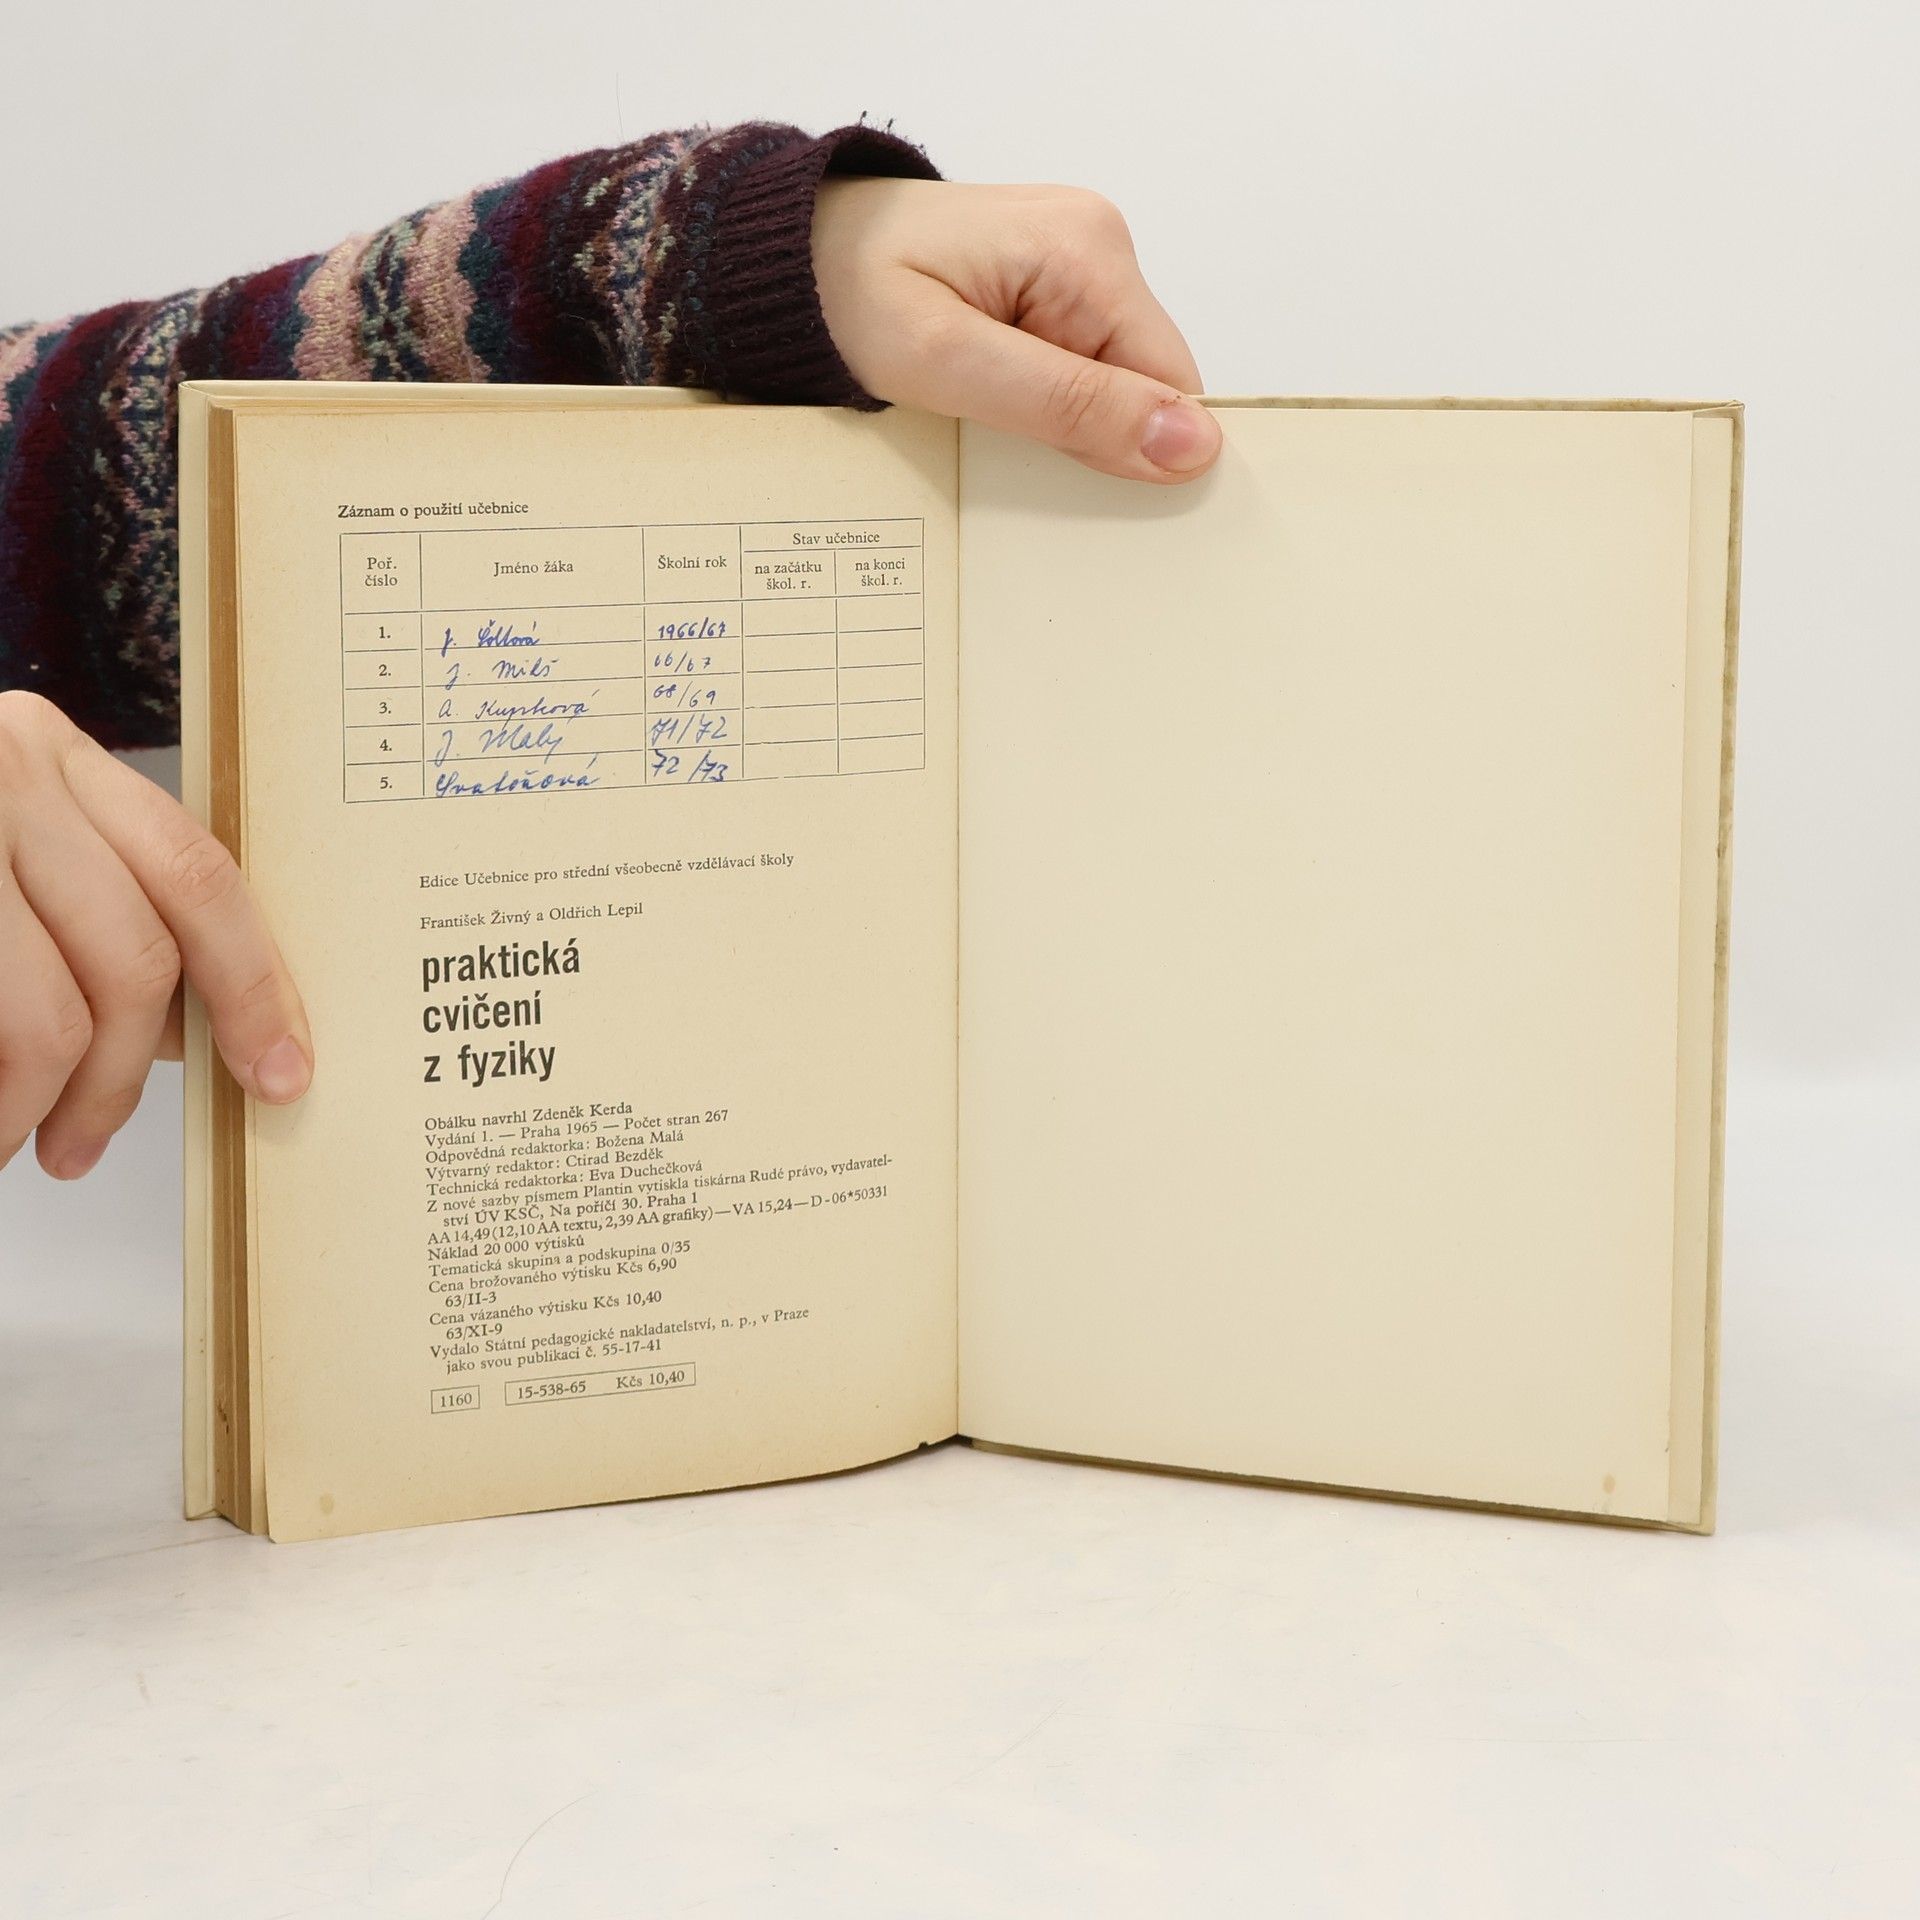 Záznam o použití učebnice
Poř. číslo Jméno žáka Školní rok Stav učebnice
na začátku škol. r. na konci škol. r.
1. J. Šoltová 1966/67
2. J. Mikš 66/67
3. A. Kuprková 68/69
4. J. Malý 71/72
5. Svatoňová 72/73
Edice Učebnice pro střední všeobecně vzdělávací školy
František Živný a Oldřich Lepil
praktická
cvičení
z fyziky
Obálku navrhl Zdeněk Kerda
Vydání 1. — Praha 1965 — Počet stran 267
Odpovědná redaktorka: Božena Malá
Výtvarný redaktor: Ctirad Bezděk
Technická redaktorka: Eva Duchečková
Z nové sazby písmem Plantin vytiskla tiskárna Rudé právo, vydavatel-
ství ÚV KSČ, Na poříčí 30. Praha 1
AA 14,49 (12,10 AA textu, 2,39 AA grafiky) — VA 15,24 — D-06*50331
Náklad 20 000 výtisků
Tematická skupina a podskupina 0/35
Cena brožovaného výtisku Kčs 6,90
63/II-3
Cena vázaného výtisku Kčs 10,40
63/XI-9
Vydalo Státní pedagogické nakladatelství, n. p., v Praze
jako svou publikaci č. 55-17-41
1160 15-538-65 Kčs 10,40